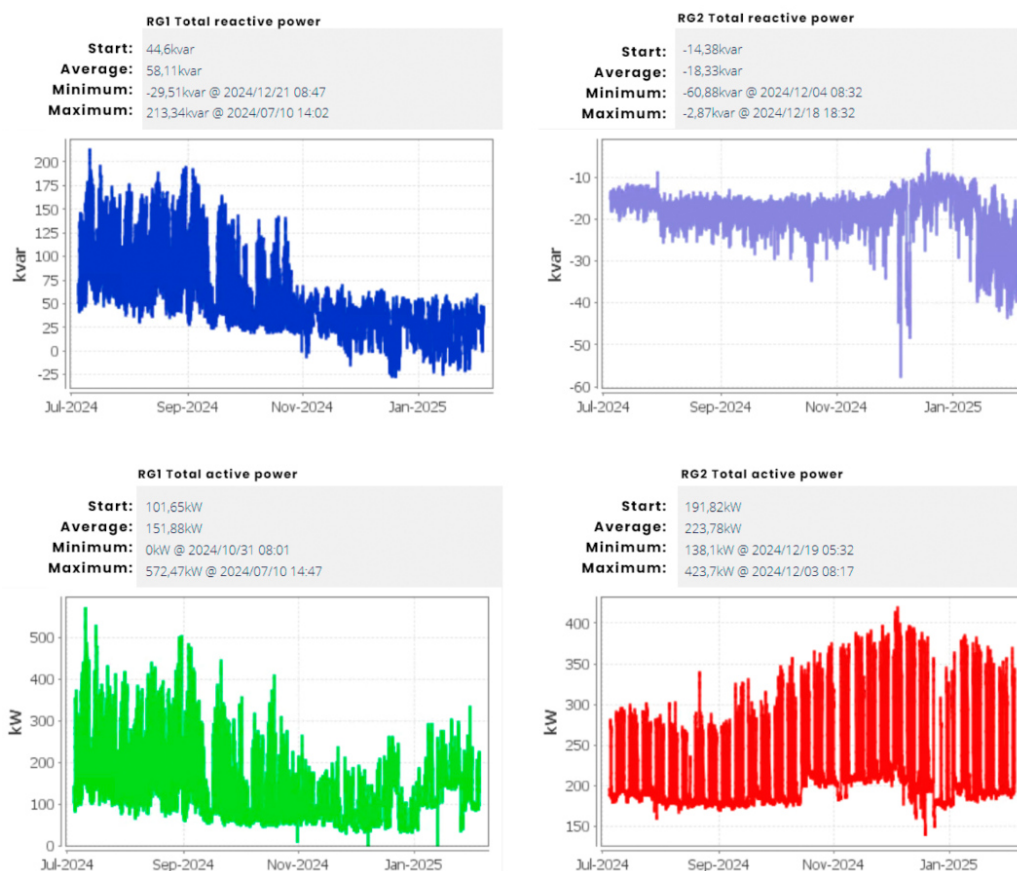 RG1 Total reactive power
Start: 44,6kvar
Average: 58,11kvar
Minimum: -29,51kvar @ 2024/12/21 08:47
Maximum: 213,34kvar @ 2024/07/10 14:02
200
175
150
125
100
75
50
25
0
-25
kvar
Jul-2024 Sep-2024 Nov-2024 Jan-2025
RG2 Total reactive power
Start: -14,38kvar
Average: -18,33kvar
Minimum: -60,88kvar @ 2024/12/04 08:32
Maximum: -2,87kvar @ 2024/12/18 18:32
-10
-20
-30
-40
-50
-60
kvar
Jul-2024 Sep-2024 Nov-2024 Jan-2025
RG1 Total active power
Start: 101,65kW
Average: 151,88kW
Minimum: 0kW @ 2024/10/31 08:01
Maximum: 572,47kW @ 2024/07/10 14:47
500
400
300
200
100
0
kW
Jul-2024 Sep-2024 Nov-2024 Jan-2025
RG2 Total active power
Start: 191,82kW
Average: 223,78kW
Minimum: 138,1kW @ 2024/12/19 05:32
Maximum: 423,7kW @ 2024/12/03 08:17
400
350
300
250
200
150
kW
Jul-2024 Sep-2024 Nov-2024 Jan-2025